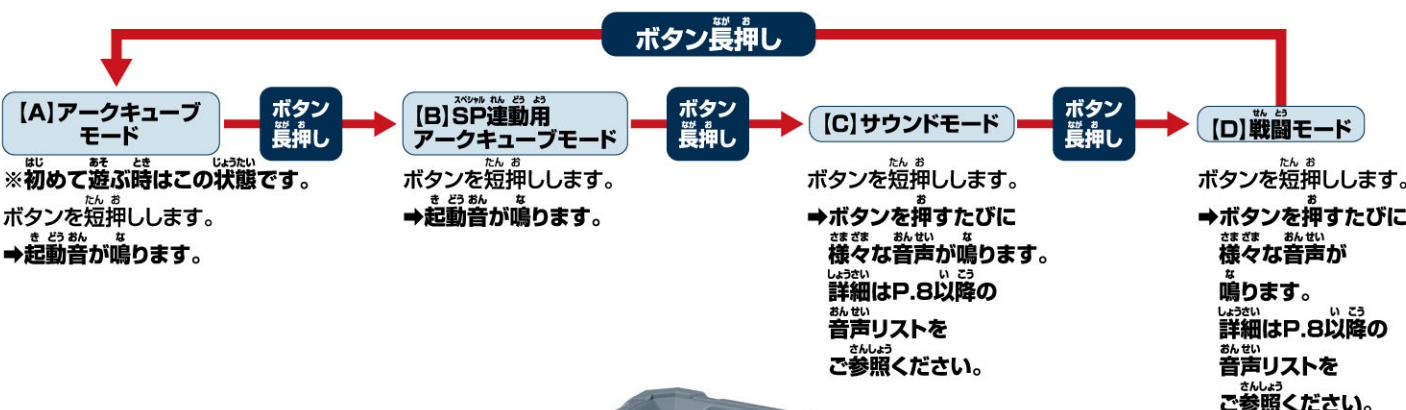 ボタン長押し
【A】アークキューブ
モード
ボタン
長押し
【B】SP連動用
アークキューブモード
ボタン
長押し
【C】サウンドモード
ボタン
長押し
【D】戦闘モード
※初めて遊ぶ時はこの状態です。
ボタンを短押しします。
➡起動音が鳴ります。
ボタンを短押しします。
➡起動音が鳴ります。
ボタンを短押しします。
➡ボタンを押すたびに
様々な音声が鳴ります。
詳細はP.8以降の
音声リストを
ご参照ください。
ボタンを短押しします。
➡ボタンを押すたびに
様々な音声が
鳴ります。
詳細はP.8以降の
音声リストを
ご参照ください。